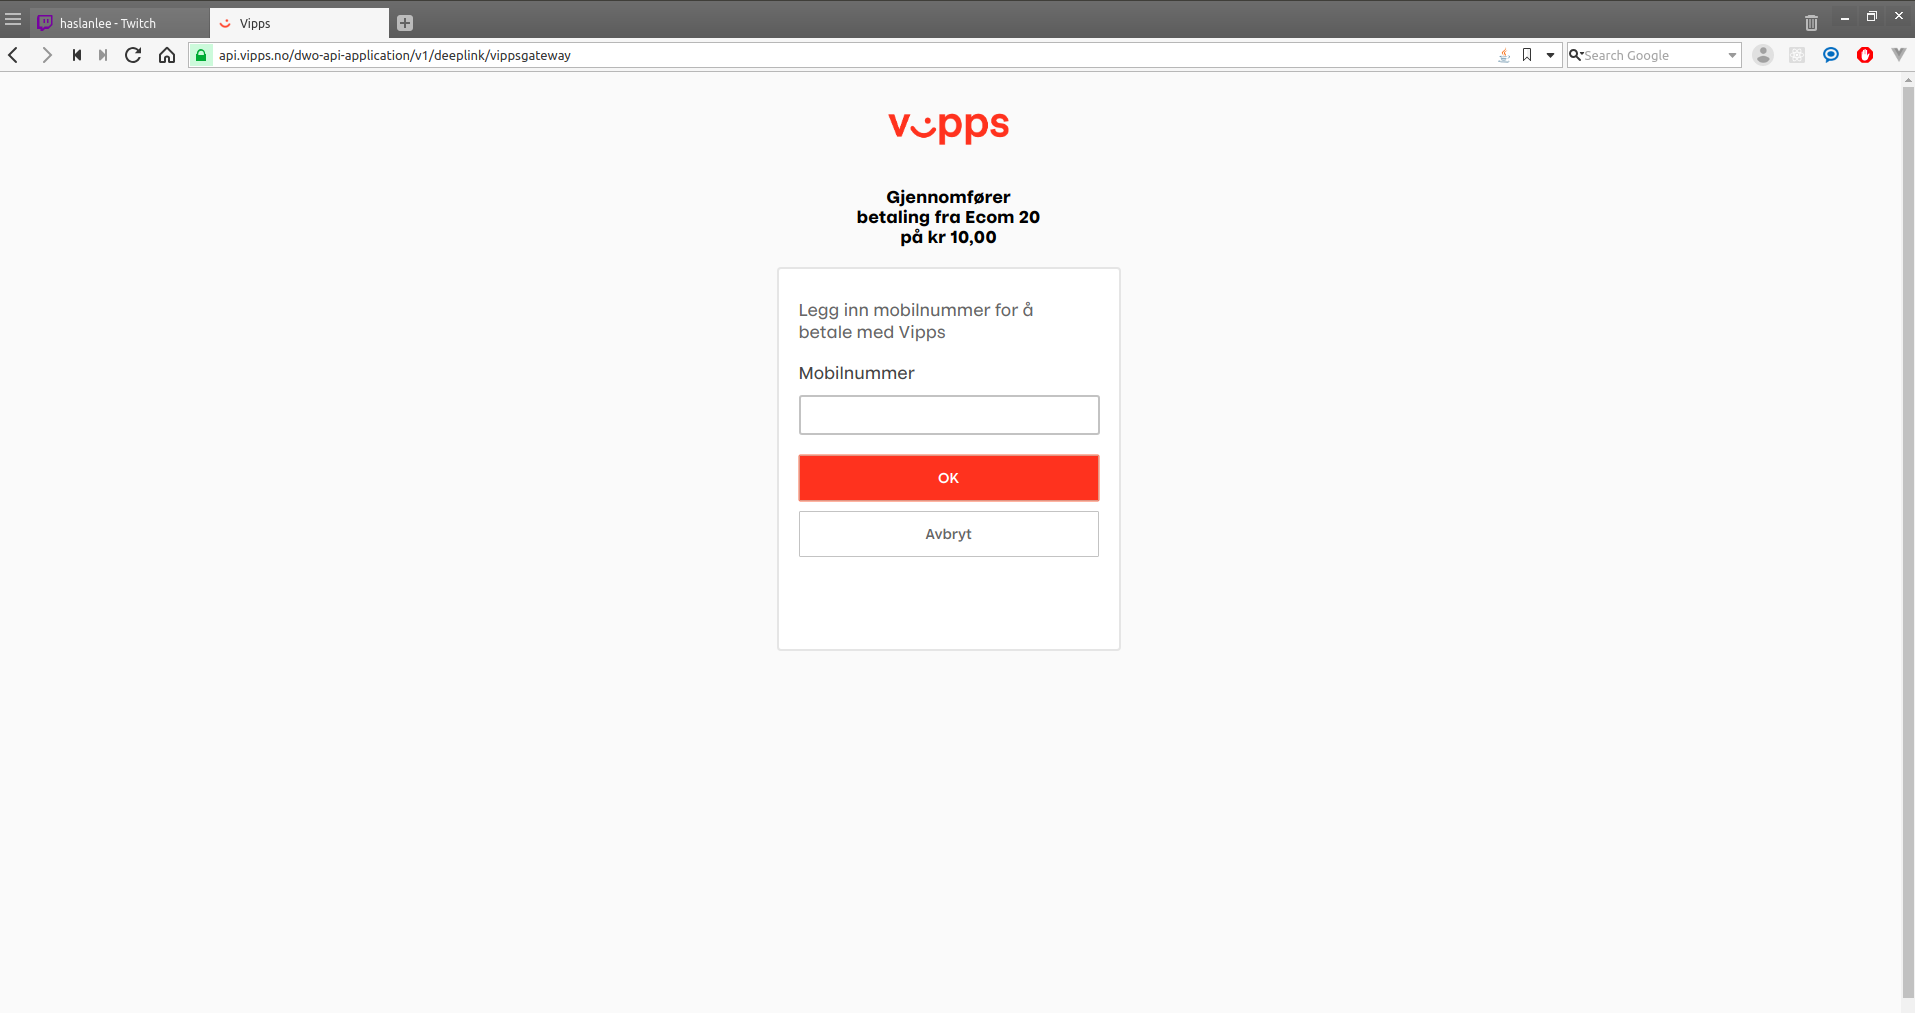 haslanlee - Twitch
Vipps
api.vipps.no/dwo-api-application/v1/deeplink/vippsgateway
Search Google
vipps
Gjennomfører
betaling fra Ecom 20
på kr 10,00
Legg inn mobilnummer for å
betale med Vipps
Mobilnummer
OK
Avbryt